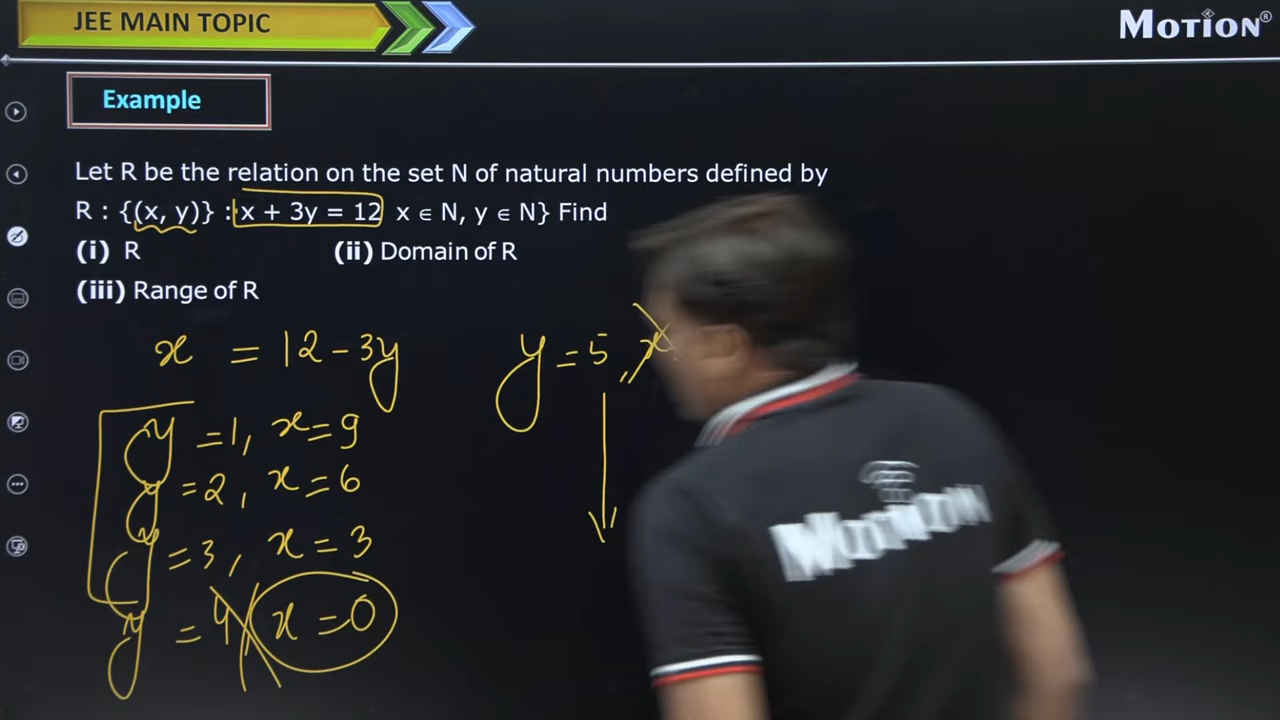 JEE MAIN TOPIC
MOTION®
Example
Let R be the relation on the set N of natural numbers defined by
R : {(x, y)} : x + 3y = 12 x ∈ N, y ∈ N} Find
(i) R (ii) Domain of R
(iii) Range of R
x = 12 - 3y
y = 5, x
y = 1, x = 9
y = 2, x = 6
y = 3, x = 3
y = 4 x = 0